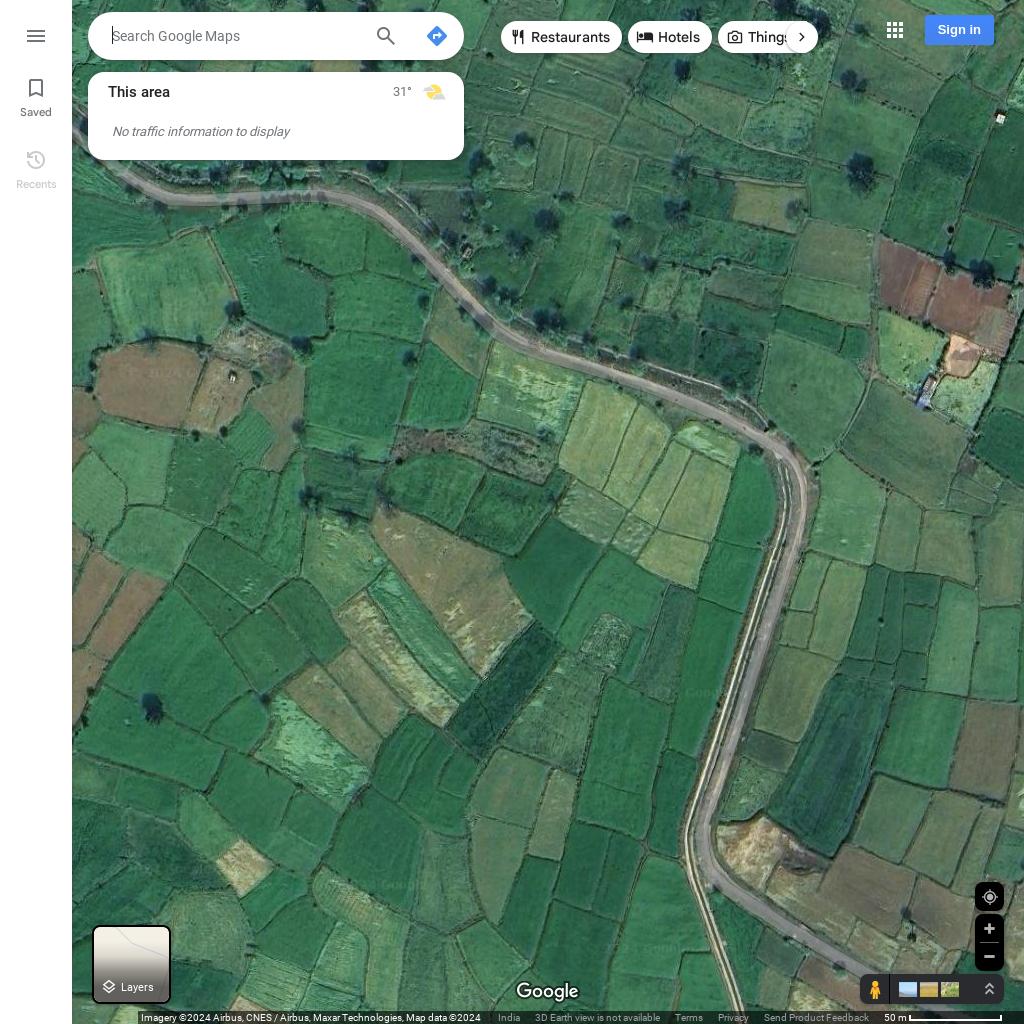 Search Google Maps
Restaurants
Hotels
Things
Sign in
Saved
This area
31°
No traffic information to display
Recents
Layers
Google
Imagery ©2024 Airbus, CNES / Airbus, Maxar Technologies, Map data ©2024
India
3D Earth view is not available
Terms
Privacy
Send Product Feedback
50 m